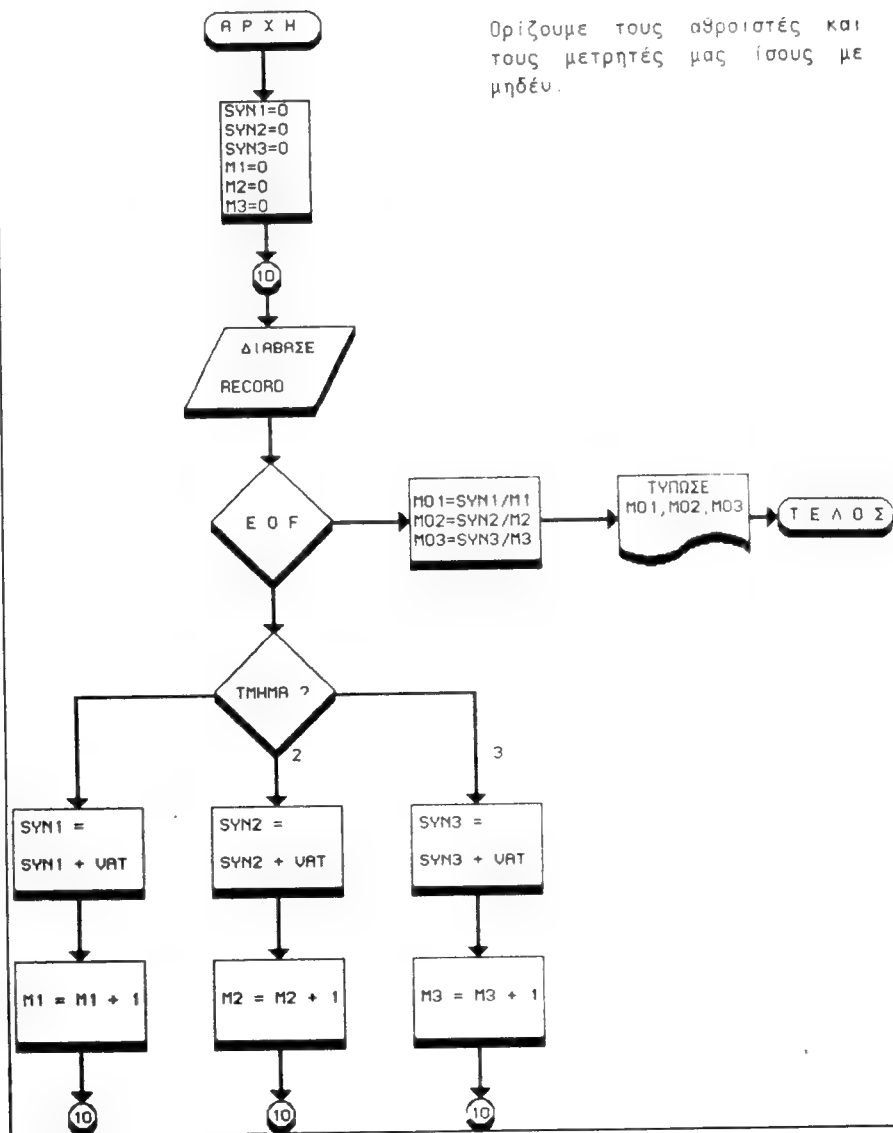 ΑΡΧΗ
Ορίζουμε τους αθροιστές και
τους μετρητές μας ίσους με
μηδέν.
SYN1=0
SYN2=0
SYN3=0
M1=0
M2=0
M3=0
10
ΔΙΑΒΑΣΕ
RECORD
EOF
MO1=SYN1/M1
MO2=SYN2/M2
MO3=SYN3/M3
ΤΥΠΩΣΕ
MO1,MO2,MO3
ΤΕΛΟΣ
ΤΜΗΜΑ ?
2
3
SYN1 =
SYN1 + VAT
SYN2 =
SYN2 + VAT
SYN3 =
SYN3 + VAT
M1 = M1 + 1
M2 = M2 + 1
M3 = M3 + 1
10
10
10